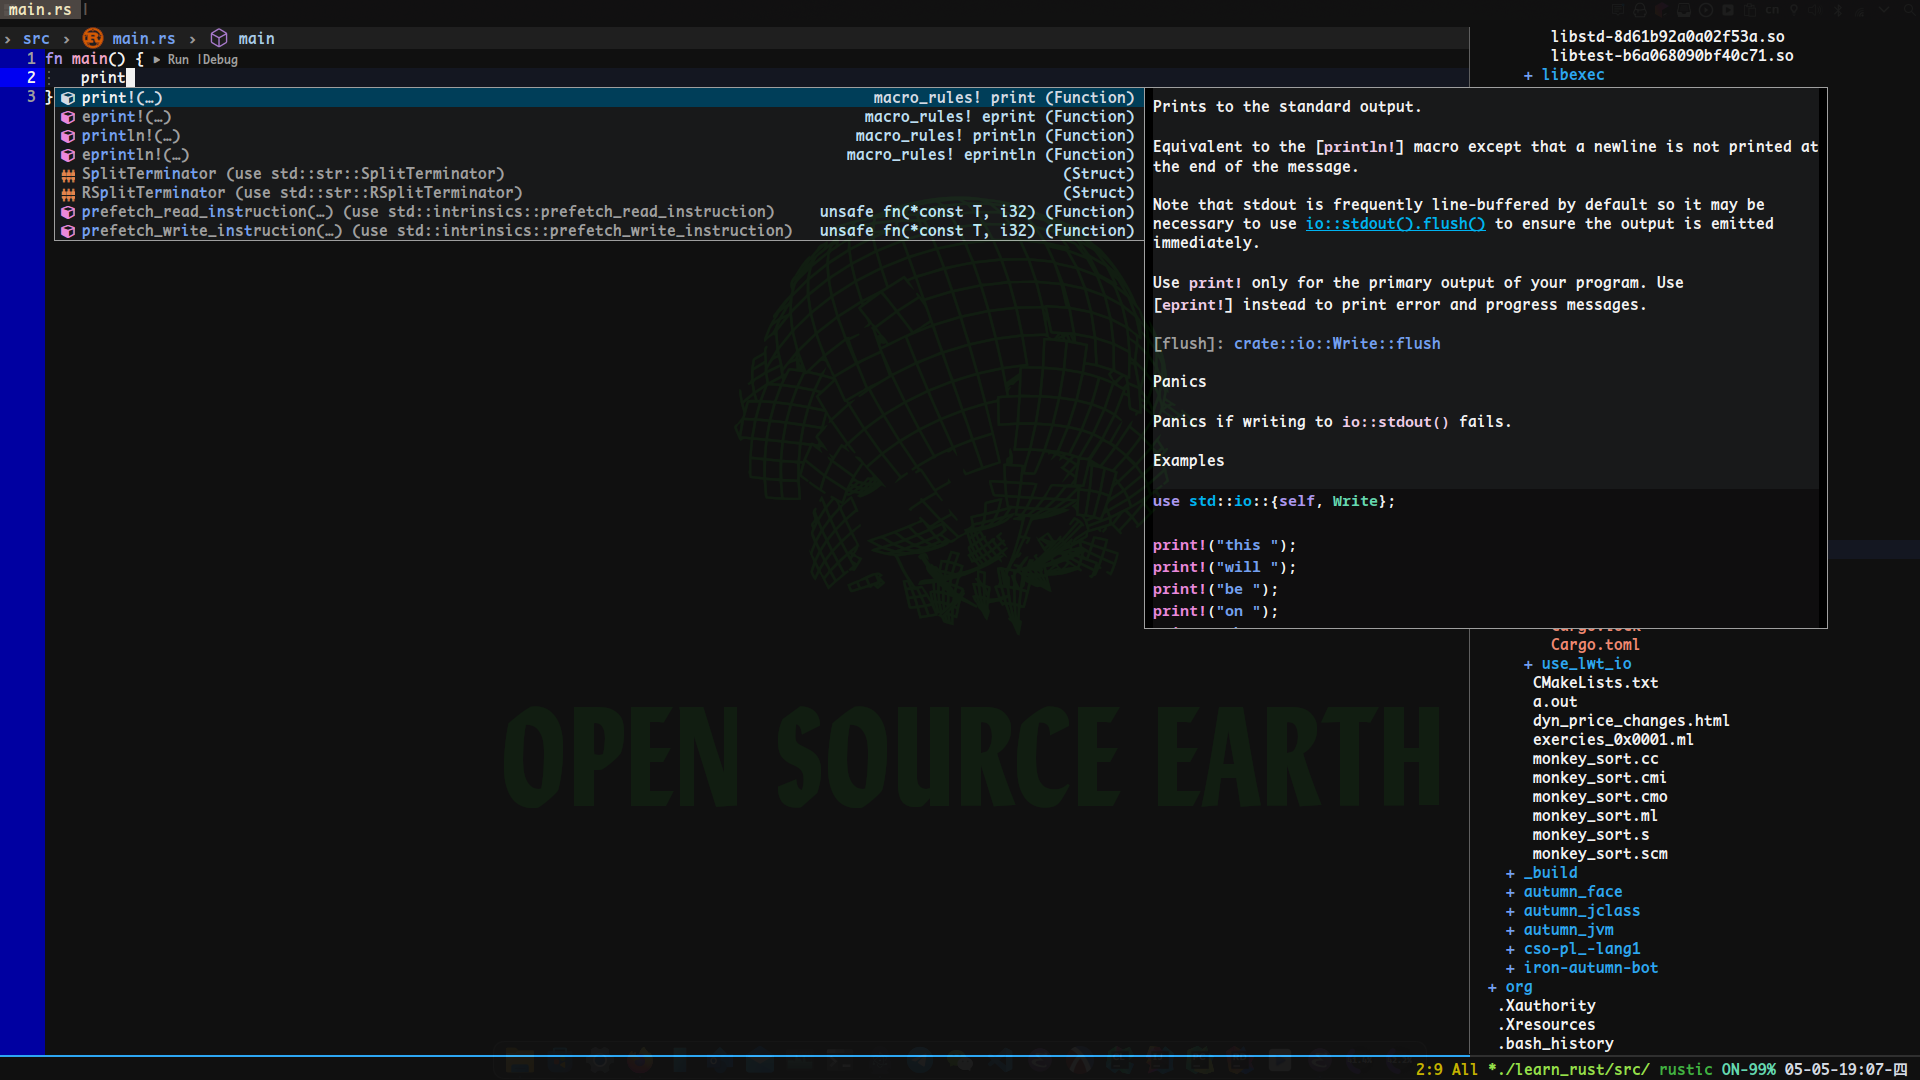 main.rs
› src › main.rs › main
1 fn main() { ▶ Run |Debug
2 print
3 }
print!(…) macro_rules! print (Function)
eprint!(…) macro_rules! eprint (Function)
println!(…) macro_rules! println (Function)
eprintln!(…) macro_rules! eprintln (Function)
SplitTerminator (use std::str::SplitTerminator) (Struct)
RSplitTerminator (use std::str::RSplitTerminator) (Struct)
prefetch_read_instruction(…) (use std::intrinsics::prefetch_read_instruction) unsafe fn(*const T, i32) (Function)
prefetch_write_instruction(…) (use std::intrinsics::prefetch_write_instruction) unsafe fn(*const T, i32) (Function)
Prints to the standard output.
Equivalent to the [println!] macro except that a newline is not printed at
the end of the message.
Note that stdout is frequently line-buffered by default so it may be
necessary to use io::stdout().flush() to ensure the output is emitted
immediately.
Use print! only for the primary output of your program. Use
[eprint!] instead to print error and progress messages.
[flush]: crate::io::Write::flush
Panics
Panics if writing to io::stdout() fails.
Examples
use std::io::{self, Write};
print!("this ");
print!("will ");
print!("be ");
print!("on ");
libstd-8d61b92a0a02f53a.so
libtest-b6a068090bf40c71.so
+ libexec
Cargo.toml
+ use_lwt_io
CMakeLists.txt
a.out
dyn_price_changes.html
exercies_0x0001.ml
monkey_sort.cc
monkey_sort.cmi
monkey_sort.cmo
monkey_sort.ml
monkey_sort.s
monkey_sort.scm
+ _build
+ autumn_face
+ autumn_jclass
+ autumn_jvm
+ cso-pl_-lang1
+ iron-autumn-bot
+ org
.Xauthority
.Xresources
.bash_history
OPEN SOURCE EARTH
2:9 All *./learn_rust/src/ rustic ON-99% 05-05-19:07-四